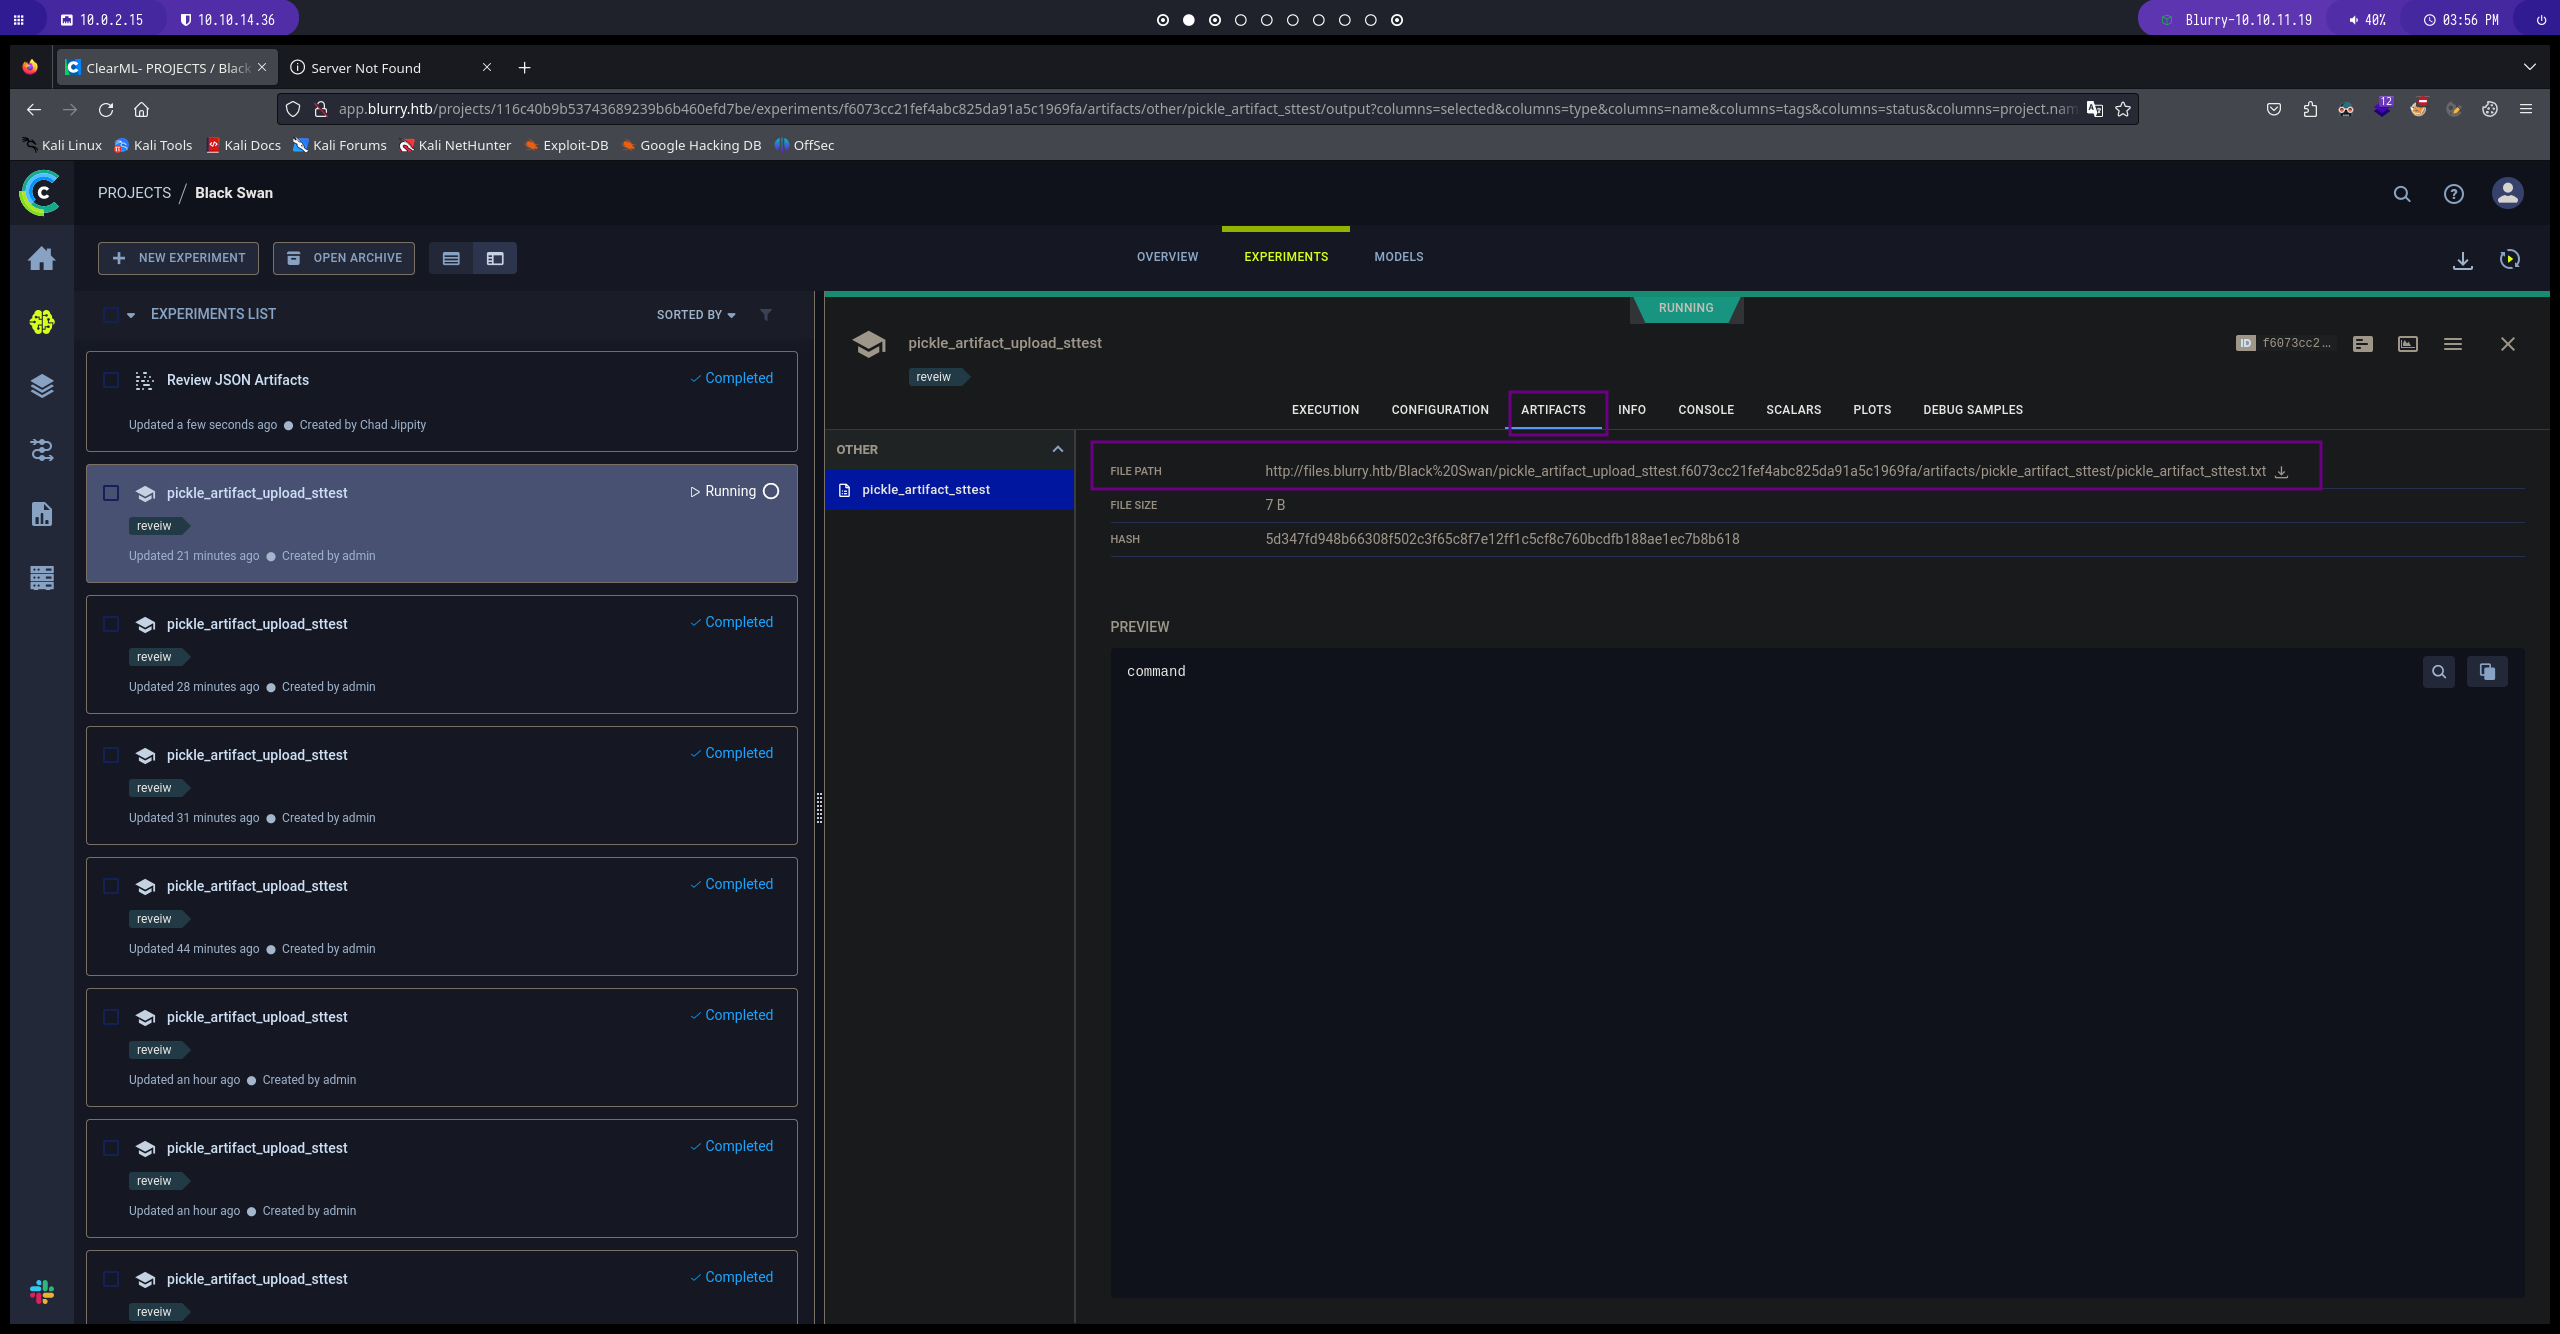 10.0.2.15
10.10.14.36
Blurry-10.10.11.19
40%
03:56 PM
ClearML- PROJECTS / Black
Server Not Found
app.blurry.htb/projects/116c40b9b53743689239b6b460efd7be/experiments/f6073cc21fef4abc825da91a5c1969fa/artifacts/other/pickle_artifact_sttest/output?columns=selected&columns=type&columns=name&columns=tags&columns=status&columns=project.nam
12
Kali Linux
Kali Tools
Kali Docs
Kali Forums
Kali NetHunter
Exploit-DB
Google Hacking DB
OffSec
PROJECTS / Black Swan
NEW EXPERIMENT
OPEN ARCHIVE
OVERVIEW
EXPERIMENTS
MODELS
EXPERIMENTS LIST
SORTED BY
Review JSON Artifacts
Completed
Updated a few seconds ago
Created by Chad Jippity
pickle_artifact_upload_sttest
Running
reveiw
Updated 21 minutes ago
Created by admin
pickle_artifact_upload_sttest
Completed
reveiw
Updated 28 minutes ago
Created by admin
pickle_artifact_upload_sttest
Completed
reveiw
Updated 31 minutes ago
Created by admin
pickle_artifact_upload_sttest
Completed
reveiw
Updated 44 minutes ago
Created by admin
pickle_artifact_upload_sttest
Completed
reveiw
Updated an hour ago
Created by admin
pickle_artifact_upload_sttest
Completed
reveiw
Updated an hour ago
Created by admin
pickle_artifact_upload_sttest
Completed
reveiw
RUNNING
pickle_artifact_upload_sttest
ID f6073cc2...
reveiw
EXECUTION
CONFIGURATION
ARTIFACTS
INFO
CONSOLE
SCALARS
PLOTS
DEBUG SAMPLES
OTHER
pickle_artifact_sttest
FILE PATH
http://files.blurry.htb/Black%20Swan/pickle_artifact_upload_sttest.f6073cc21fef4abc825da91a5c1969fa/artifacts/pickle_artifact_sttest/pickle_artifact_sttest.txt
FILE SIZE
7 B
HASH
5d347fd948b66308f502c3f65c8f7e12ff1c5cf8c760bcdfb188ae1ec7b8b618
PREVIEW
command